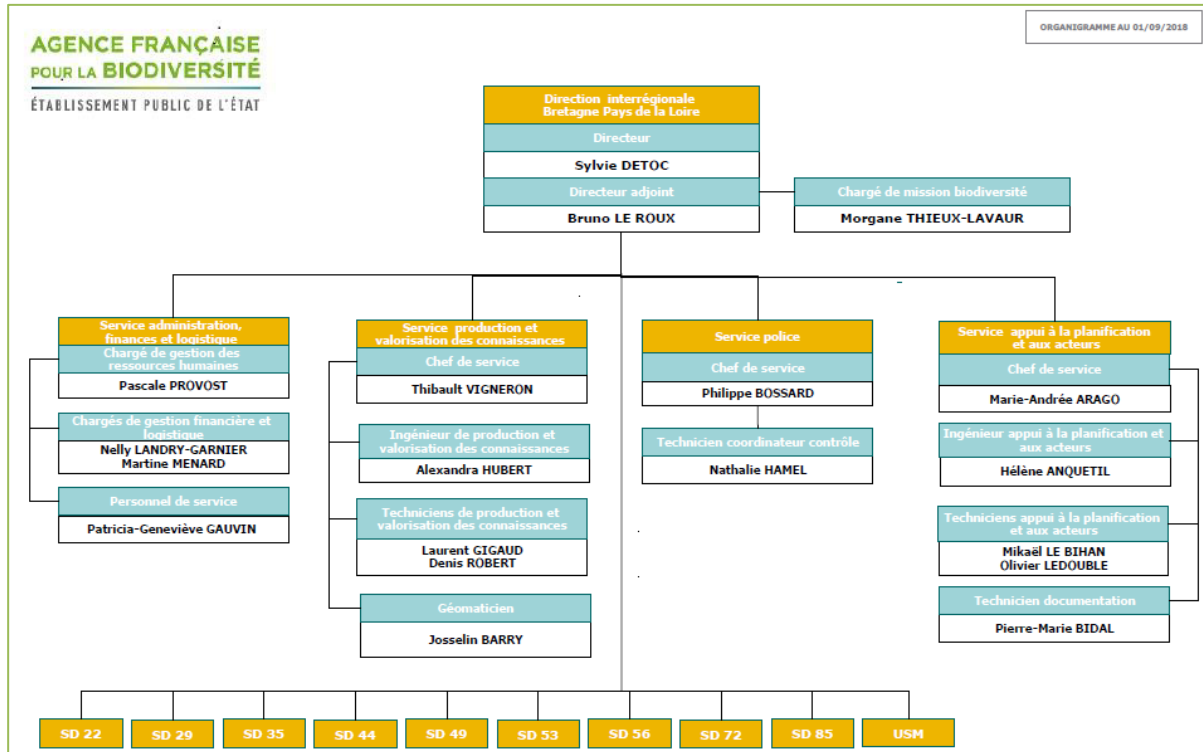 ORGANIGRAMME AU 01/09/2018
AGENCE FRANÇAISE
POUR LA BIODIVERSITÉ
ÉTABLISSEMENT PUBLIC DE L'ÉTAT
Direction interrégionale
Bretagne Pays de la Loire
Directeur
Sylvie DETOC
Directeur adjoint
Bruno LE ROUX
Chargé de mission biodiversité
Morgane THIEUX-LAVAUR
Service administration,
finances et logistique
Chargé de gestion des
ressources humaines
Pascale PROVOST
Chargés de gestion financière et
logistique
Nelly LANDRY-GARNIER
Martine MENARD
Personnel de service
Patricia-Geneviève GAUVIN
Service production et
valorisation des connaissances
Chef de service
Thibault VIGNERON
Ingénieur de production et
valorisation des connaissances
Alexandra HUBERT
Techniciens de production et
valorisation des connaissances
Laurent GIGAUD
Denis ROBERT
Géomaticien
Josselin BARRY
Service police
Chef de service
Philippe BOSSARD
Technicien coordinateur contrôle
Nathalie HAMEL
Service appui à la planification
et aux acteurs
Chef de service
Marie-Andrée ARAGO
Ingénieur appui à la planification et
aux acteurs
Hélène ANQUETIL
Techniciens appui à la planification
et aux acteurs
Mikaël LE BIHAN
Olivier LEDOUBLE
Technicien documentation
Pierre-Marie BIDAL
SD 22
SD 29
SD 35
SD 44
SD 49
SD 53
SD 56
SD 72
SD 85
USM